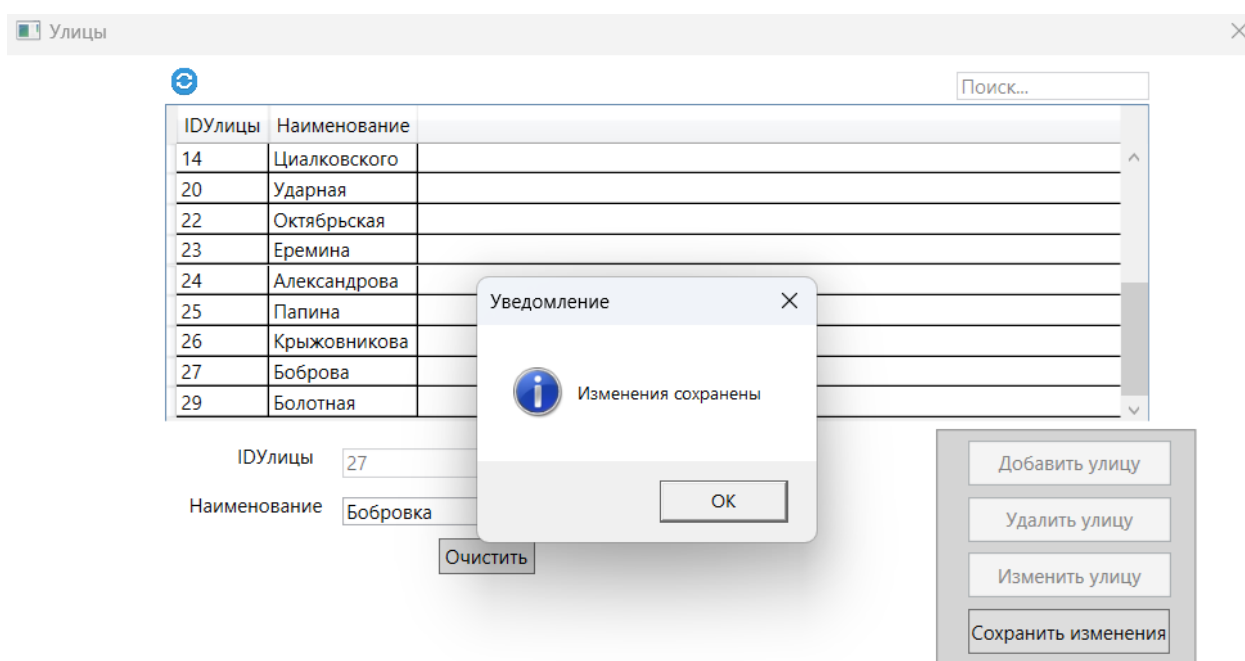 Улицы
Поиск...
IDУлицы Наименование
14 Циалковского
20 Ударная
22 Октябрьская
23 Еремина
24 Александрова
25 Папина
26 Крыжовникова
27 Боброва
29 Болотная
Уведомление
Изменения сохранены
ОК
IDУлицы 27
Наименование Бобровка
Очистить
Добавить улицу
Удалить улицу
Изменить улицу
Сохранить изменения